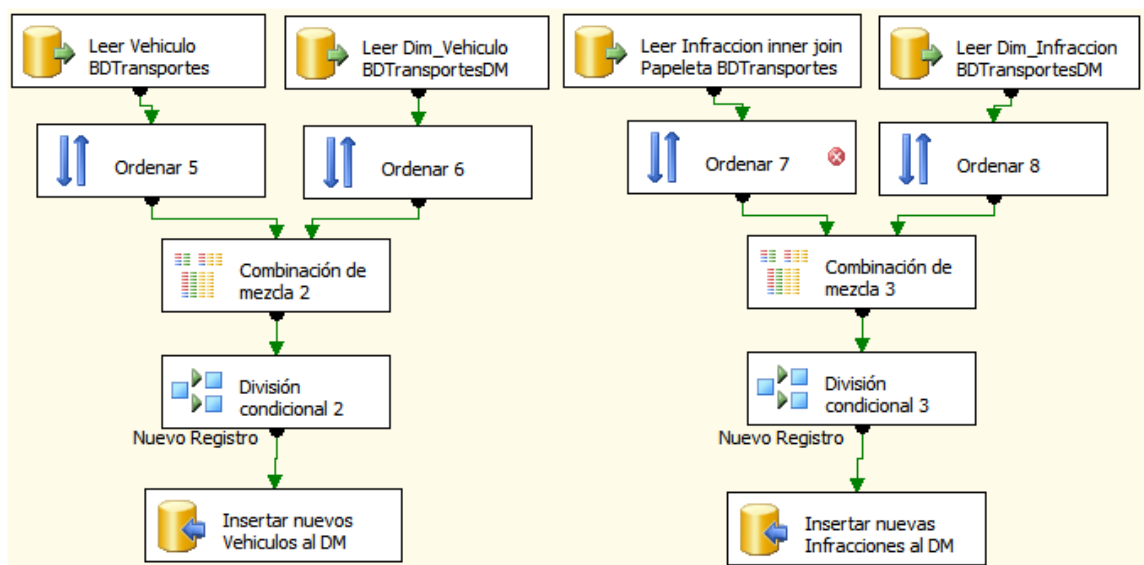 Leer Vehiculo
BDTransportes
Leer Dim_Vehiculo
BDTransportesDM
Leer Infraccion inner join
Papeleta BDTransportes
Leer Dim_Infraccion
BDTransportesDM
Ordenar 5
Ordenar 6
Ordenar 7
Ordenar 8
Combinación de
mezcla 2
Combinación de
mezcla 3
División
condicional 2
División
condicional 3
Nuevo Registro
Nuevo Registro
Insertar nuevos
Vehiculos al DM
Insertar nuevas
Infracciones al DM